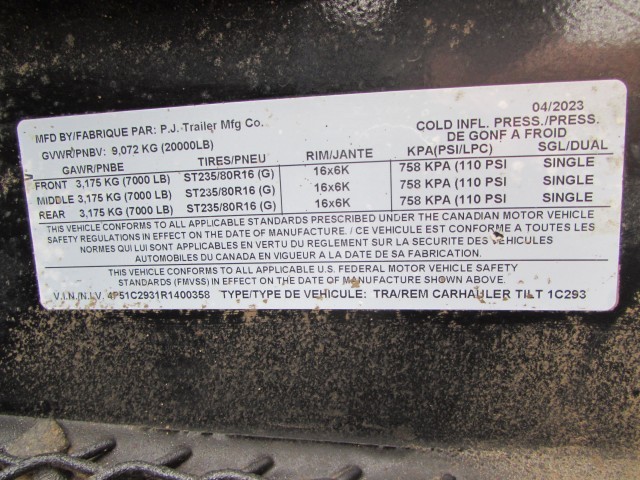 MFD BY/FABRIQUE PAR: P.J. Trailer Mfg Co. 04/2023
GVWR/PNBV: 9,072 KG (20000LB) COLD INFL. PRESS./PRESS.
DE GONF A FROID
GAWR/PNBE TIRES/PNEU RIM/JANTE KPA(PSI/LPC) SGL/DUAL
FRONT 3,175 KG (7000 LB) ST235/80R16 (G) 16x6K 758 KPA (110 PSI SINGLE
MIDDLE 3,175 KG (7000 LB) ST235/80R16 (G) 16x6K 758 KPA (110 PSI SINGLE
REAR 3,175 KG (7000 LB) ST235/80R16 (G) 16x6K 758 KPA (110 PSI SINGLE
THIS VEHICLE CONFORMS TO ALL APPLICABLE STANDARDS PRESCRIBED UNDER THE CANADIAN MOTOR VEHICLE
SAFETY REGULATIONS IN EFFECT ON THE DATE OF MANUFACTURE. / CE VEHICULE EST CONFORME A TOUTES LES
NORMES QUI LUI SONT APPLICABLES EN VERTU DU REGLEMENT SUR LA SECURITE DES VEHICULES
AUTOMOBILES DU CANADA EN VIGUEUR A LA DATE DE SA FABRICATION.
THIS VEHICLE CONFORMS TO ALL APPLICABLE U.S. FEDERAL MOTOR VEHICLE SAFETY
STANDARDS (FMVSS) IN EFFECT ON THE DATE OF MANUFACTURE SHOWN ABOVE.
V.I.N./N.I.V. 4P51C2931R1400358 TYPE/TYPE DE VEHICULE: TRA/REM CARHAULER TILT 1C293